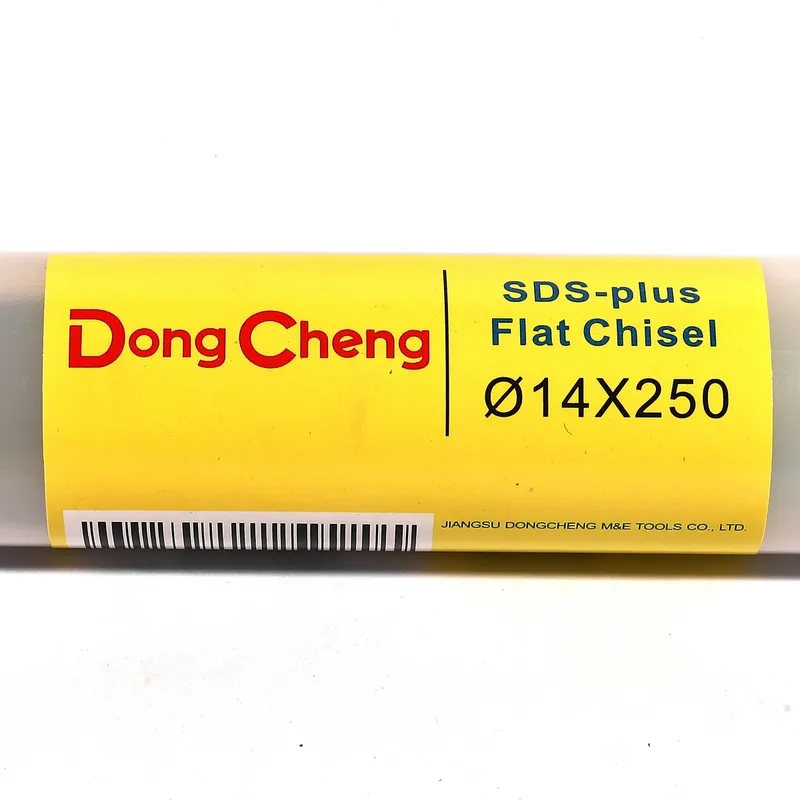 Dong Cheng
SDS-plus
Flat Chisel
Ø14X250
JIANGSU DONGCHENG M&E TOOLS CO., LTD.